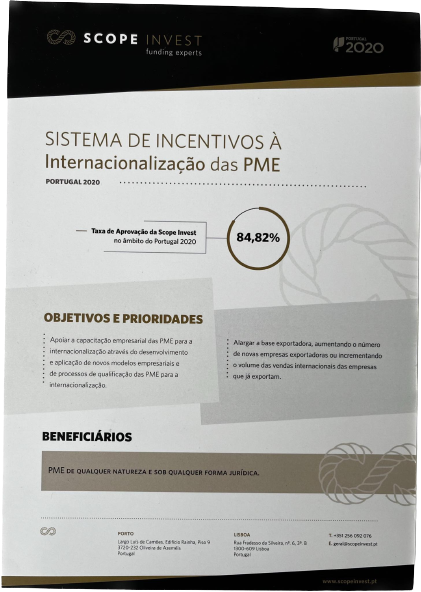 SCOPE INVEST
funding experts
PORTUGAL
2020
SISTEMA DE INCENTIVOS À
Internacionalização das PME
PORTUGAL 2020
Taxa de Aprovação da Scope Invest
no âmbito do Portugal 2020
84,82%
OBJETIVOS E PRIORIDADES
Apoiar a capacitação empresarial das PME para a
internacionalização através do desenvolvimento
e aplicação de novos modelos empresariais e
de processos de qualificação das PME para a
internacionalização.
Alargar a base exportadora, aumentando o número
de novas empresas exportadoras ou incrementando
o volume das vendas internacionais das empresas
que já exportam.
BENEFICIÁRIOS
PME DE QUALQUER NATUREZA E SOB QUALQUER FORMA JURÍDICA.
PORTO
Largo Luís de Camões, Edifício Rainha, Piso 9
3720-232 Oliveira de Azeméis
Portugal
LISBOA
Rua Fradesso da Silveira, nº. 6, 3º. B
1300-609 Lisboa
Portugal
T. +351 256 092 076
E. geral@scopeinvest.pt
www.scopeinvest.pt